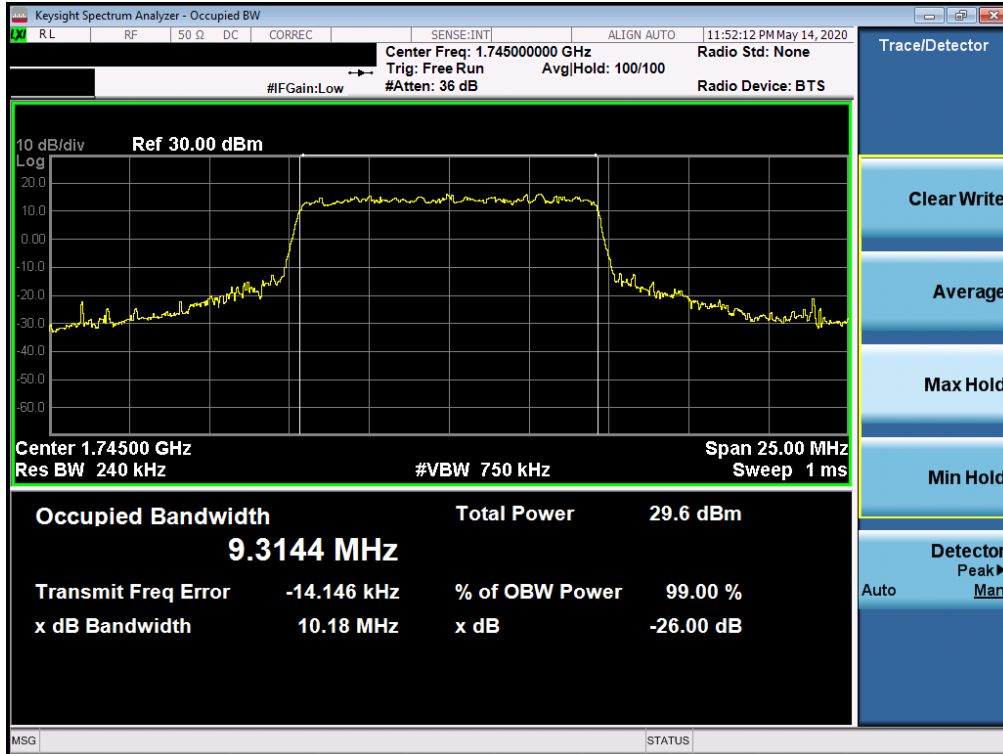 Keysight Spectrum Analyzer - Occupied BW
LXI RL RF 50 Ω DC CORREC SENSE:INT ALIGN AUTO 11:52:12 PM May 14, 2020
Center Freq: 1.745000000 GHz Radio Std: None
Trig: Free Run Avg|Hold: 100/100
#IFGain:Low #Atten: 36 dB Radio Device: BTS
Trace/Detector
10 dB/div Ref 30.00 dBm
Log
20.0
10.0
0.00
-10.0
-20.0
-30.0
-40.0
-50.0
-60.0
Center 1.74500 GHz Span 25.00 MHz
Res BW 240 kHz #VBW 750 kHz Sweep 1 ms
Occupied Bandwidth Total Power 29.6 dBm
9.3144 MHz
Transmit Freq Error -14.146 kHz % of OBW Power 99.00 %
x dB Bandwidth 10.18 MHz x dB -26.00 dB
Clear Write
Average
Max Hold
Min Hold
Detector
Peak▶
Auto Man
MSG STATUS